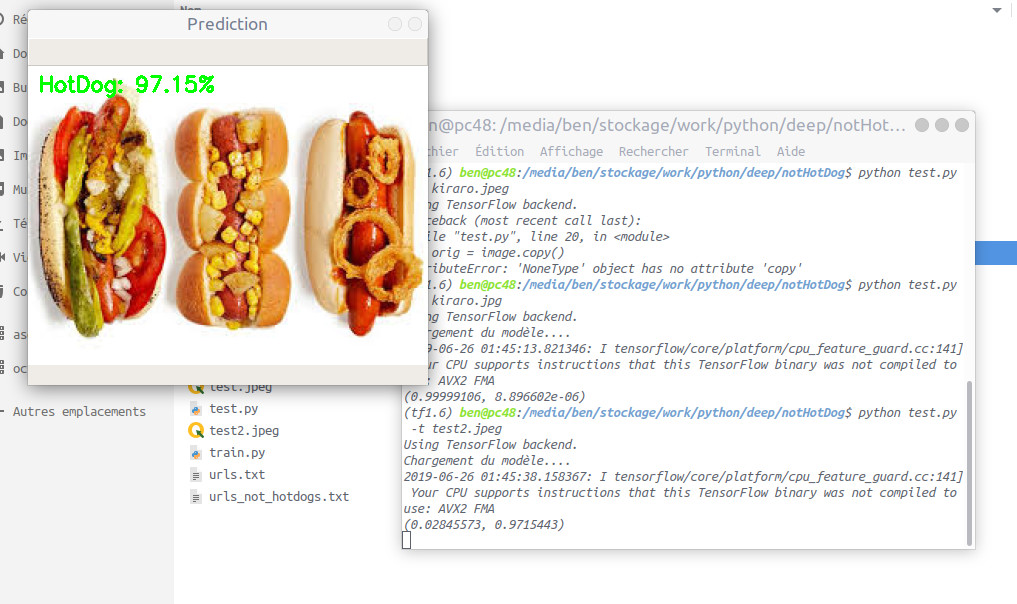 Prediction
HotDog: 97.15%
Ré
Do
Bu
Do
Im
Mu
Té
Vi
Co
as
oc
Autres emplacements
test.jpeg
test.py
test2.jpeg
train.py
urls.txt
urls_not_hotdogs.txt
n@pc48: /media/ben/stockage/work/python/deep/notHot...
chier Édition Affichage Rechercher Terminal Aide
1.6) ben@pc48:/media/ben/stockage/work/python/deep/notHotDog$ python test.py
kiraro.jpeg
ng TensorFlow backend.
ceback (most recent call last):
ile "test.py", line 20, in <module>
orig = image.copy()
ributeError: 'NoneType' object has no attribute 'copy'
1.6) ben@pc48:/media/ben/stockage/work/python/deep/notHotDog$ python test.py
kiraro.jpg
ng TensorFlow backend.
rgement du modèle....
9-06-26 01:45:13.821346: I tensorflow/core/platform/cpu_feature_guard.cc:141]
ur CPU supports instructions that this TensorFlow binary was not compiled to
: AVX2 FMA
(0.99999106, 8.896602e-06)
(tf1.6) ben@pc48:/media/ben/stockage/work/python/deep/notHotDog$ python test.py
-t test2.jpeg
Using TensorFlow backend.
Chargement du modèle....
2019-06-26 01:45:38.158367: I tensorflow/core/platform/cpu_feature_guard.cc:141]
Your CPU supports instructions that this TensorFlow binary was not compiled to
use: AVX2 FMA
(0.02845573, 0.9715443)